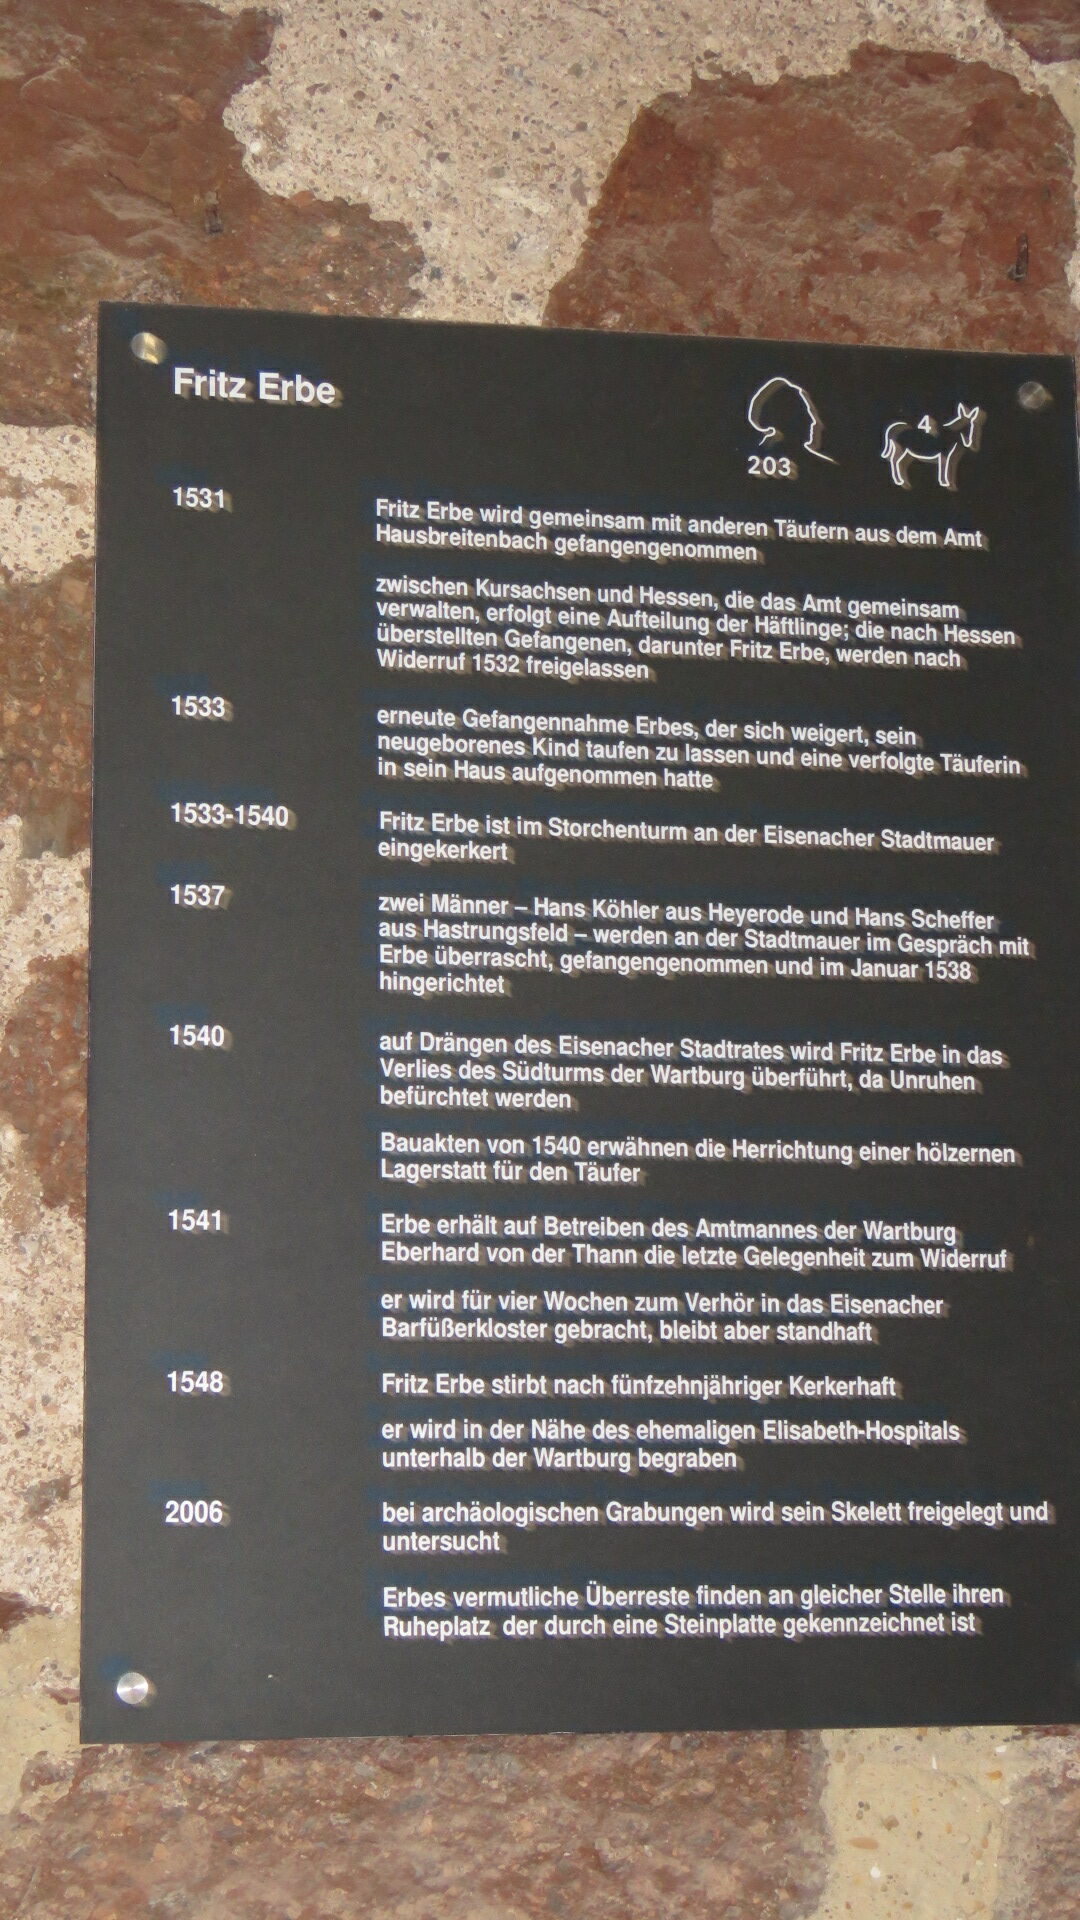 Fritz Erbe
203
4
1531
Fritz Erbe wird gemeinsam mit anderen Täufern aus dem Amt
Hausbreitenbach gefangengenommen
zwischen Kursachsen und Hessen, die das Amt gemeinsam
verwalten, erfolgt eine Aufteilung der Häftlinge; die nach Hessen
überstellten Gefangenen, darunter Fritz Erbe, werden nach
Widerruf 1532 freigelassen
1533
erneute Gefangennahme Erbes, der sich weigert, sein
neugeborenes Kind taufen zu lassen und eine verfolgte Täuferin
in sein Haus aufgenommen hatte
1533-1540
Fritz Erbe ist im Storchenturm an der Eisenacher Stadtmauer
eingekerkert
1537
zwei Männer – Hans Köhler aus Heyerode und Hans Scheffer
aus Hastrungsfeld – werden an der Stadtmauer im Gespräch mit
Erbe überrascht, gefangengenommen und im Januar 1538
hingerichtet
1540
auf Drängen des Eisenacher Stadtrates wird Fritz Erbe in das
Verlies des Südturms der Wartburg überführt, da Unruhen
befürchtet werden
Bauakten von 1540 erwähnen die Herrichtung einer hölzernen
Lagerstatt für den Täufer
1541
Erbe erhält auf Betreiben des Amtmannes der Wartburg
Eberhard von der Thann die letzte Gelegenheit zum Widerruf
er wird für vier Wochen zum Verhör in das Eisenacher
Barfüßerkloster gebracht, bleibt aber standhaft
1548
Fritz Erbe stirbt nach fünfzehnjähriger Kerkerhaft
er wird in der Nähe des ehemaligen Elisabeth-Hospitals
unterhalb der Wartburg begraben
2006
bei archäologischen Grabungen wird sein Skelett freigelegt und
untersucht
Erbes vermutliche Überreste finden an gleicher Stelle ihren
Ruheplatz der durch eine Steinplatte gekennzeichnet ist